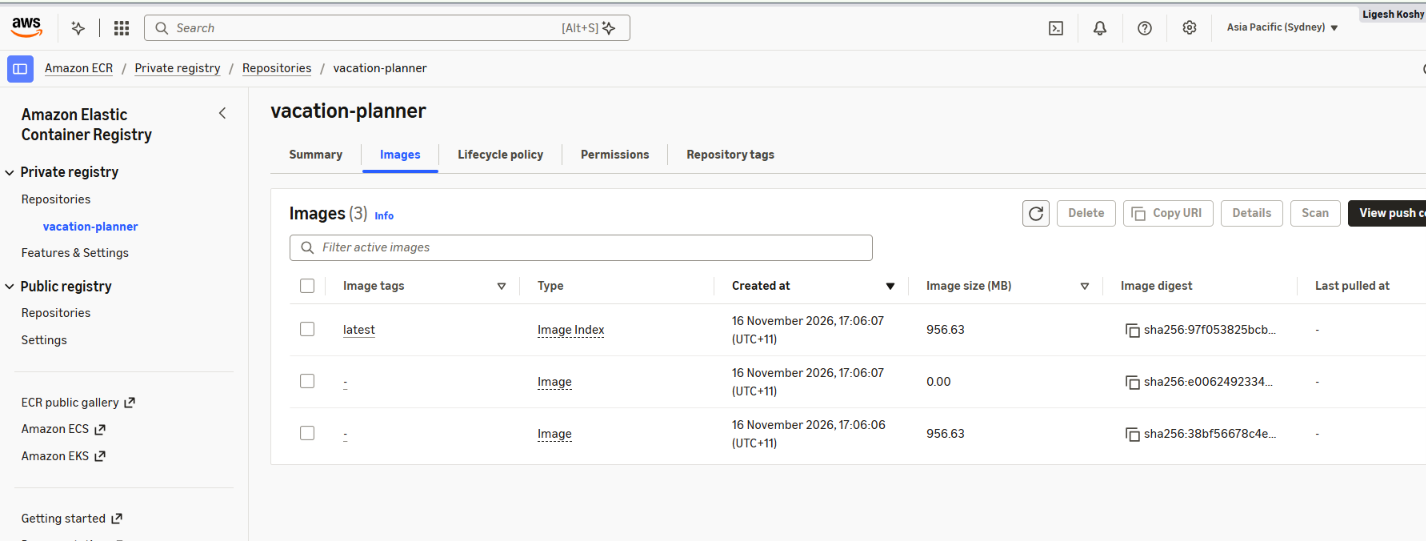 Ligesh Koshy
aws
Search
[Alt+S]
Asia Pacific (Sydney)
Amazon ECR / Private registry / Repositories / vacation-planner
Amazon Elastic
Container Registry
Private registry
Repositories
vacation-planner
Features & Settings
Public registry
Repositories
Settings
ECR public gallery
Amazon ECS
Amazon EKS
Getting started
vacation-planner
Summary Images Lifecycle policy Permissions Repository tags
Images (3) Info
Delete Copy URI Details Scan View push
Filter active images
Image tags Type Created at Image size (MB) Image digest Last pulled at
latest Image Index 16 November 2026, 17:06:07 (UTC+11) 956.63 sha256:97f053825bcb... -
- Image 16 November 2026, 17:06:07 (UTC+11) 0.00 sha256:e0062492334... -
- Image 16 November 2026, 17:06:06 (UTC+11) 956.63 sha256:38bf56678c4e... -